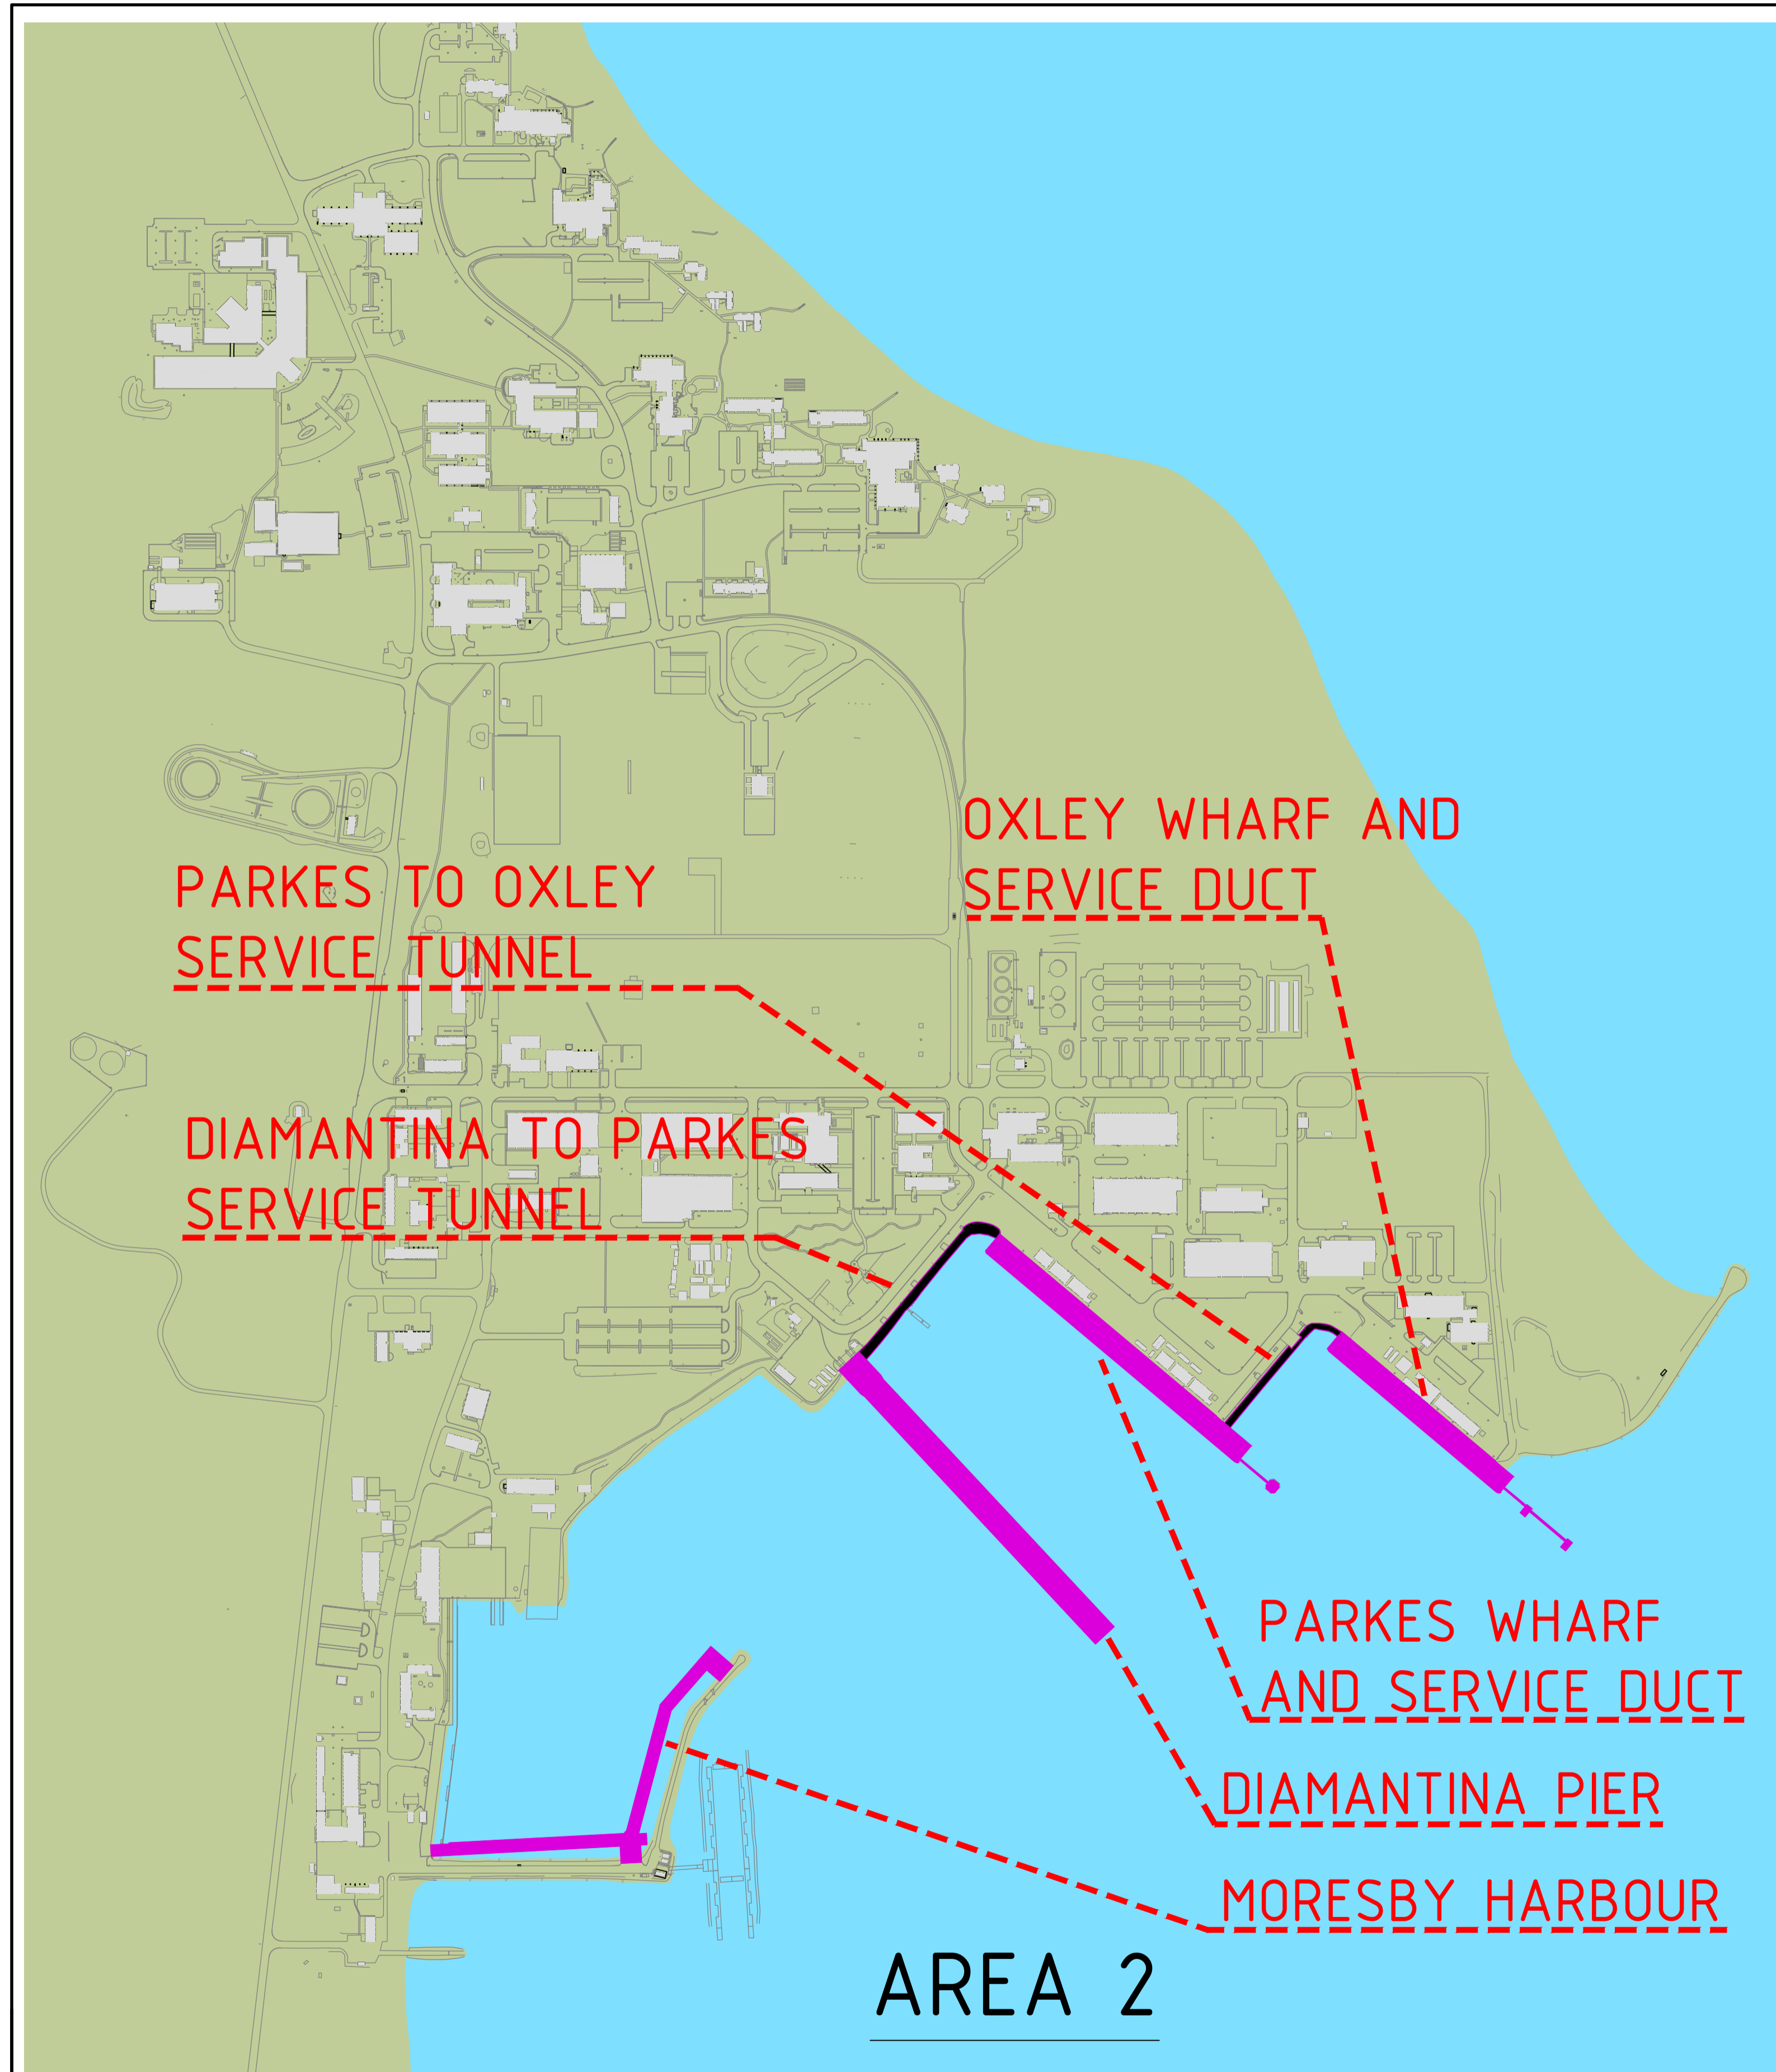 OXLEY WHARF AND
SERVICE DUCT
PARKES TO OXLEY
SERVICE TUNNEL
DIAMANTINA TO PARKES
SERVICE TUNNEL
PARKES WHARF
AND SERVICE DUCT
DIAMANTINA PIER
MORESBY HARBOUR
AREA 2